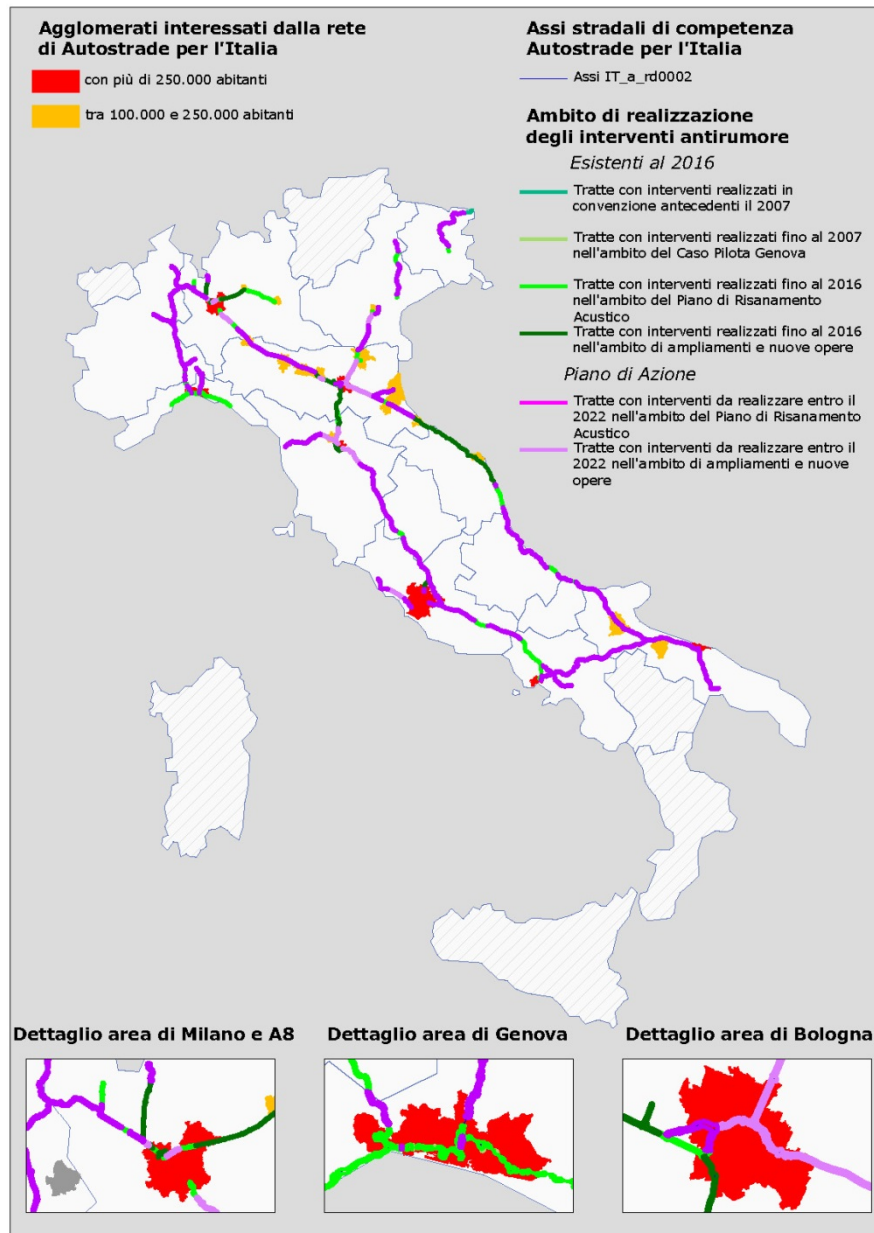 Agglomerati interessati dalla rete
di Autostrade per l'Italia
con più di 250.000 abitanti
tra 100.000 e 250.000 abitanti
Assi stradali di competenza
Autostrade per l'Italia
Assi IT_a_rd0002
Ambito di realizzazione
degli interventi antirumore
Esistenti al 2016
Tratte con interventi realizzati in
convenzione antecedenti il 2007
Tratte con interventi realizzati fino al 2007
nell'ambito del Caso Pilota Genova
Tratte con interventi realizzati fino al 2016
nell'ambito del Piano di Risanamento
Acustico
Tratte con interventi realizzati fino al 2016
nell'ambito di ampliamenti e nuove opere
Piano di Azione
Tratte con interventi da realizzare entro il
2022 nell'ambito del Piano di Risanamento
Acustico
Tratte con interventi da realizzare entro il
2022 nell'ambito di ampliamenti e nuove
opere
Dettaglio area di Milano e A8
Dettaglio area di Genova
Dettaglio area di Bologna